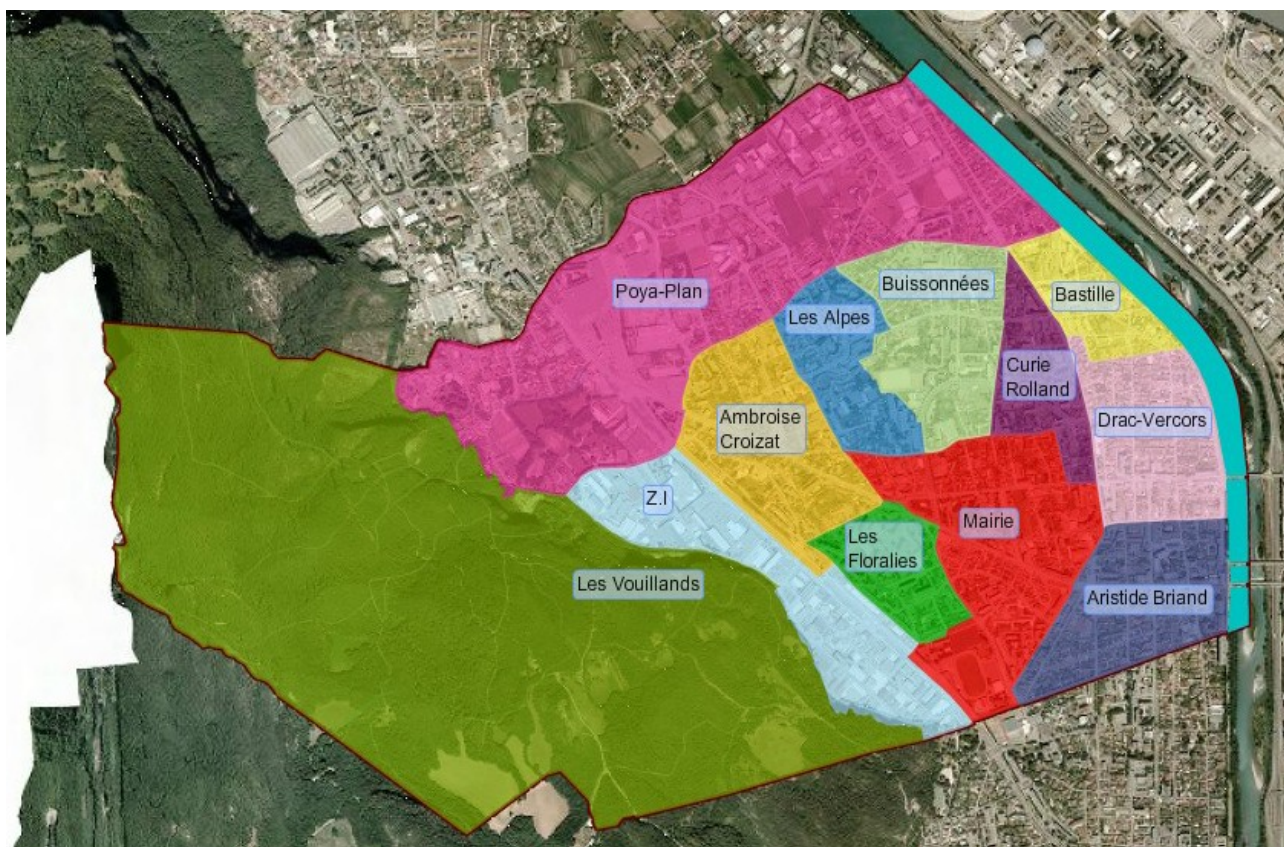 Poya-Plan
Buissonnées
Bastille
Les Alpes
Curie
Rolland
Ambroise
Croizat
Drac-Vercors
Z.I
Mairie
Les
Floralies
Les Vouillands
Aristide Briand